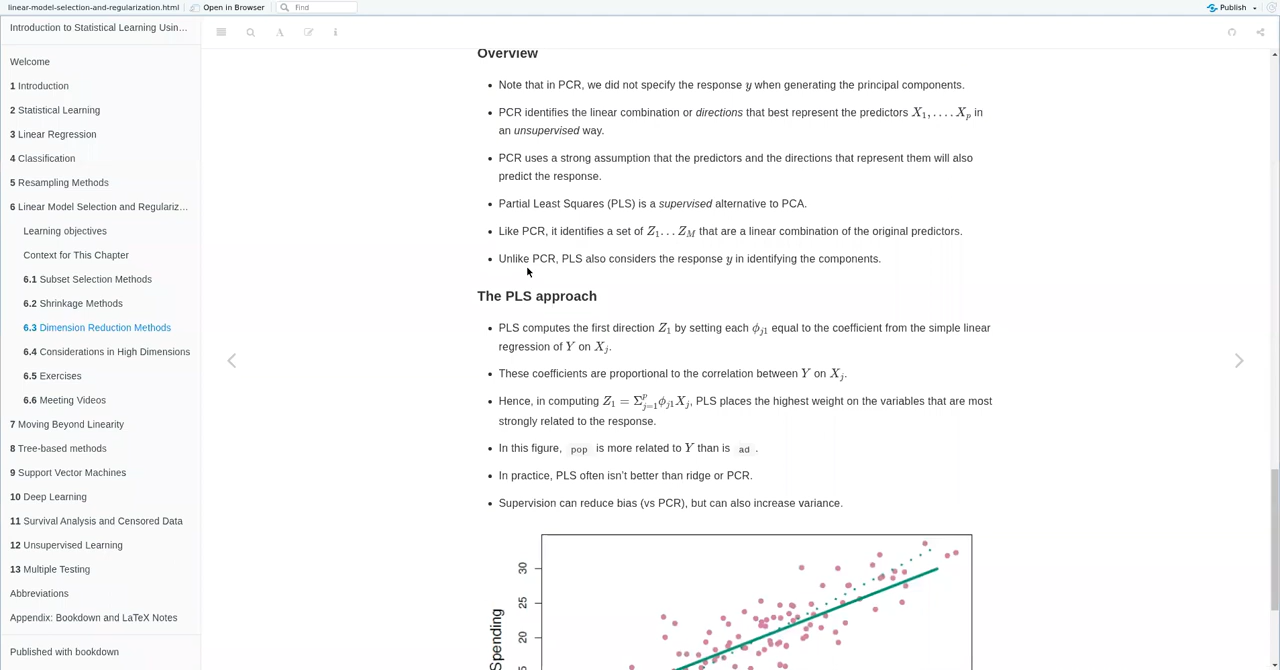 linear-model-selection-and-regularization.html Open in Browser Find Publish
Introduction to Statistical Learning Usin...
Welcome
1 Introduction
2 Statistical Learning
3 Linear Regression
4 Classification
5 Resampling Methods
6 Linear Model Selection and Regulariz...
Learning objectives
Context for This Chapter
6.1 Subset Selection Methods
6.2 Shrinkage Methods
6.3 Dimension Reduction Methods
6.4 Considerations in High Dimensions
6.5 Exercises
6.6 Meeting Videos
7 Moving Beyond Linearity
8 Tree-based methods
9 Support Vector Machines
10 Deep Learning
11 Survival Analysis and Censored Data
12 Unsupervised Learning
13 Multiple Testing
Abbreviations
Appendix: Bookdown and LaTeX Notes
Published with bookdown
Overview
• Note that in PCR, we did not specify the response y when generating the principal components.
• PCR identifies the linear combination or directions that best represent the predictors X₁, . . . . Xₚ in
an unsupervised way.
• PCR uses a strong assumption that the predictors and the directions that represent them will also
predict the response.
• Partial Least Squares (PLS) is a supervised alternative to PCA.
• Like PCR, it identifies a set of Z₁ . . . Z_M that are a linear combination of the original predictors.
• Unlike PCR, PLS also considers the response y in identifying the components.
The PLS approach
• PLS computes the first direction Z₁ by setting each ϕ_j1 equal to the coefficient from the simple linear
regression of Y on X_j.
• These coefficients are proportional to the correlation between Y on X_j.
• Hence, in computing Z₁ = Σ^p_j=1 ϕ_j1 X_j, PLS places the highest weight on the variables that are most
strongly related to the response.
• In this figure, pop is more related to Y than is ad .
• In practice, PLS often isn't better than ridge or PCR.
• Supervision can reduce bias (vs PCR), but can also increase variance.
30
25
20
Spending